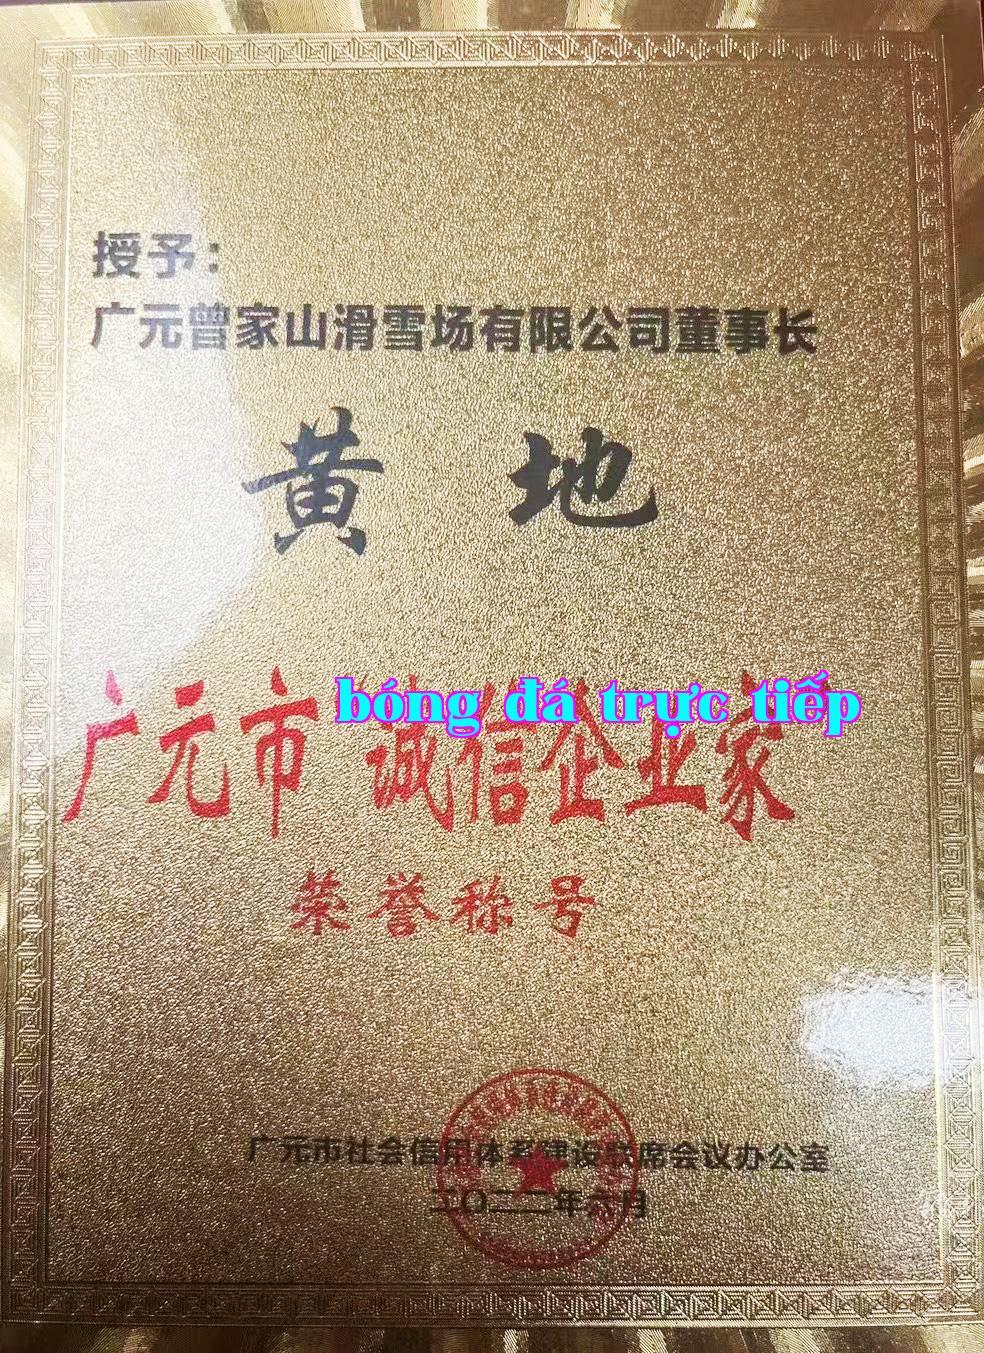 授予：
广元曾家山滑雪场有限公司董事长
黄 地
广元市 诚信企业家
bóng đá trực tiếp
荣誉称号
广元市社会信用体系建设联席会议办公室
二〇二二年六月